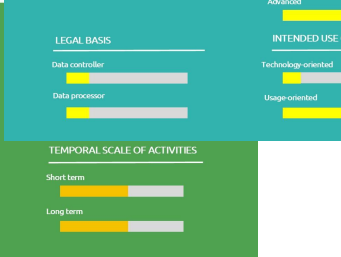 Advanced
LEGAL BASIS
INTENDED USE
Data controller
Technology-oriented
Data processor
Usage-oriented
TEMPORAL SCALE OF ACTIVITIES
Short term
Long term